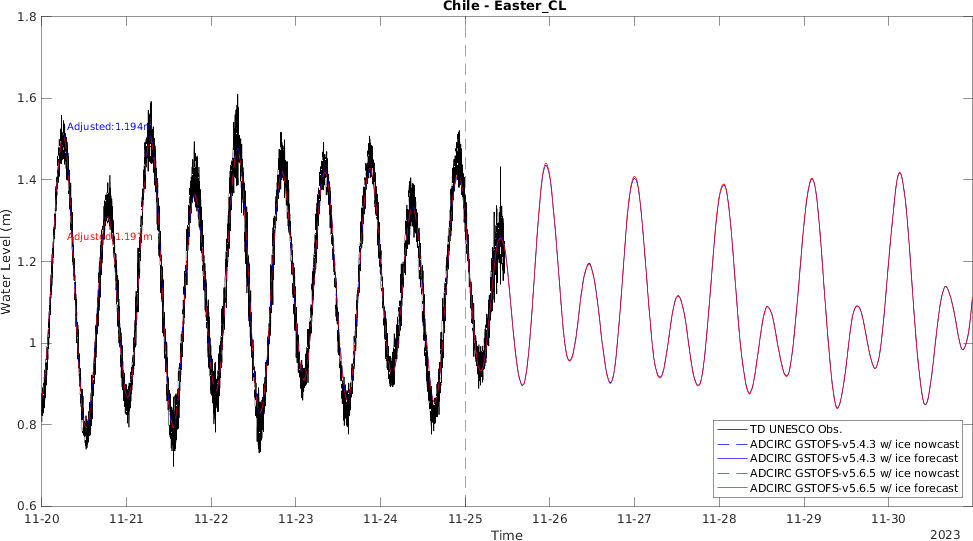 Chile - Easter_CL
1.8
1.6
1.4
1.2
1
0.8
0.6
Water Level (m)
Adjusted:1.194m
TD UNESCO Obs.
ADCIRC GSTOFS-v5.4.3 w/ ice nowcast
ADCIRC GSTOFS-v5.4.3 w/ ice forecast
ADCIRC GSTOFS-v5.6.5 w/ ice nowcast
ADCIRC GSTOFS-v5.6.5 w/ ice forecast
11-20
11-21
11-22
11-23
11-24
11-25
11-26
11-27
11-28
11-29
11-30
Time
2023